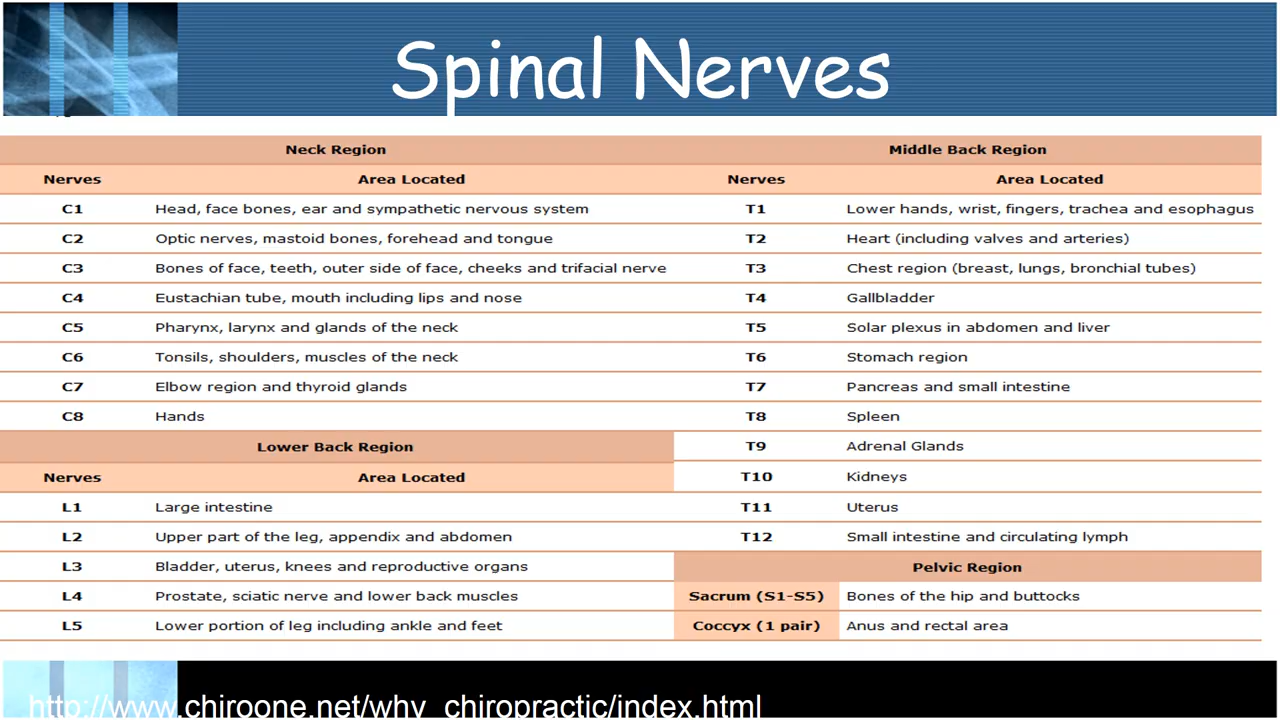 Spinal Nerves
Neck Region
Nerves Area Located
C1 Head, face bones, ear and sympathetic nervous system
C2 Optic nerves, mastoid bones, forehead and tongue
C3 Bones of face, teeth, outer side of face, cheeks and trifacial nerve
C4 Eustachian tube, mouth including lips and nose
C5 Pharynx, larynx and glands of the neck
C6 Tonsils, shoulders, muscles of the neck
C7 Elbow region and thyroid glands
C8 Hands
Lower Back Region
Nerves Area Located
L1 Large intestine
L2 Upper part of the leg, appendix and abdomen
L3 Bladder, uterus, knees and reproductive organs
L4 Prostate, sciatic nerve and lower back muscles
L5 Lower portion of leg including ankle and feet
Middle Back Region
Nerves Area Located
T1 Lower hands, wrist, fingers, trachea and esophagus
T2 Heart (including valves and arteries)
T3 Chest region (breast, lungs, bronchial tubes)
T4 Gallbladder
T5 Solar plexus in abdomen and liver
T6 Stomach region
T7 Pancreas and small intestine
T8 Spleen
T9 Adrenal Glands
T10 Kidneys
T11 Uterus
T12 Small intestine and circulating lymph
Pelvic Region
Sacrum (S1-S5) Bones of the hip and buttocks
Coccyx (1 pair) Anus and rectal area
http://www.chiroone.net/why_chiropractic/index.html